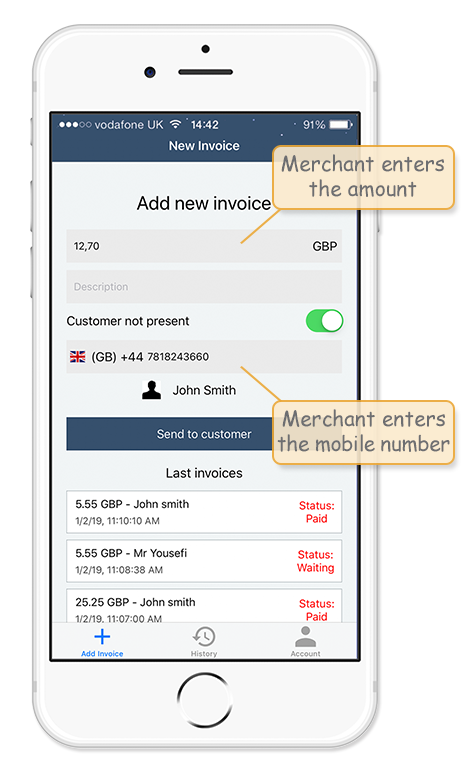 vodafone UK 14:42 91%
New Invoice
Merchant enters
the amount
Add new invoice
12,70 GBP
Description
Customer not present
(GB) +44 7818243660
John Smith
Merchant enters
the mobile number
Send to customer
Last invoices
5.55 GBP - John smith
1/2/19, 11:10:10 AM
Status:
Paid
5.55 GBP - Mr Yousefi
1/2/19, 11:08:38 AM
Status:
Waiting
25.25 GBP - John smith
1/2/19, 11:07:00 AM
Status:
Paid
Add Invoice History Account